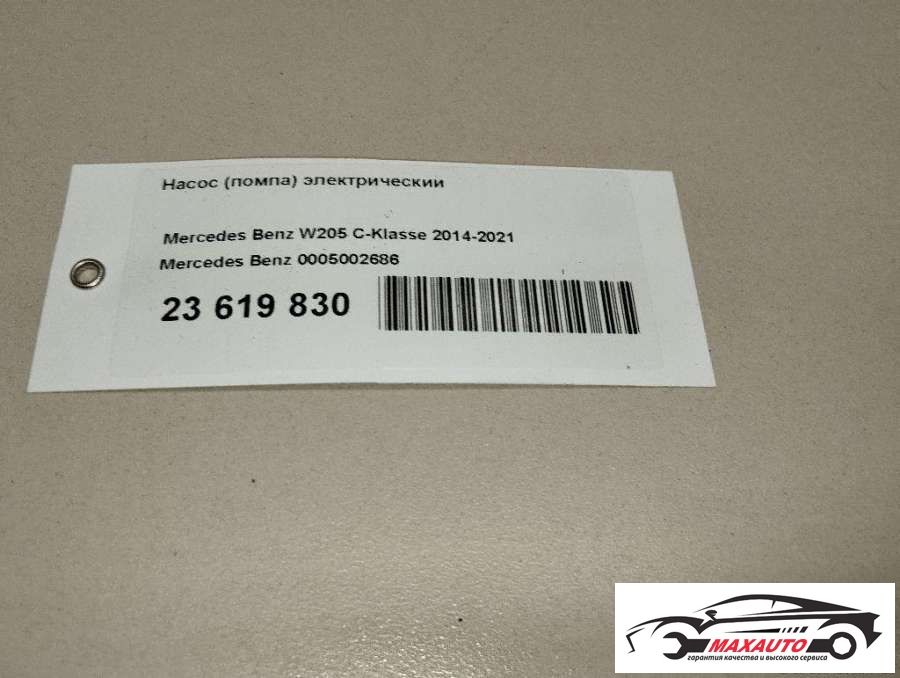 Насос (помпа) электрическии
Mercedes Benz W205 C-Klasse 2014-2021
Mercedes Benz 0005002686
23 619 830
MAXAUTO
гарантия качества и высокого сервиса